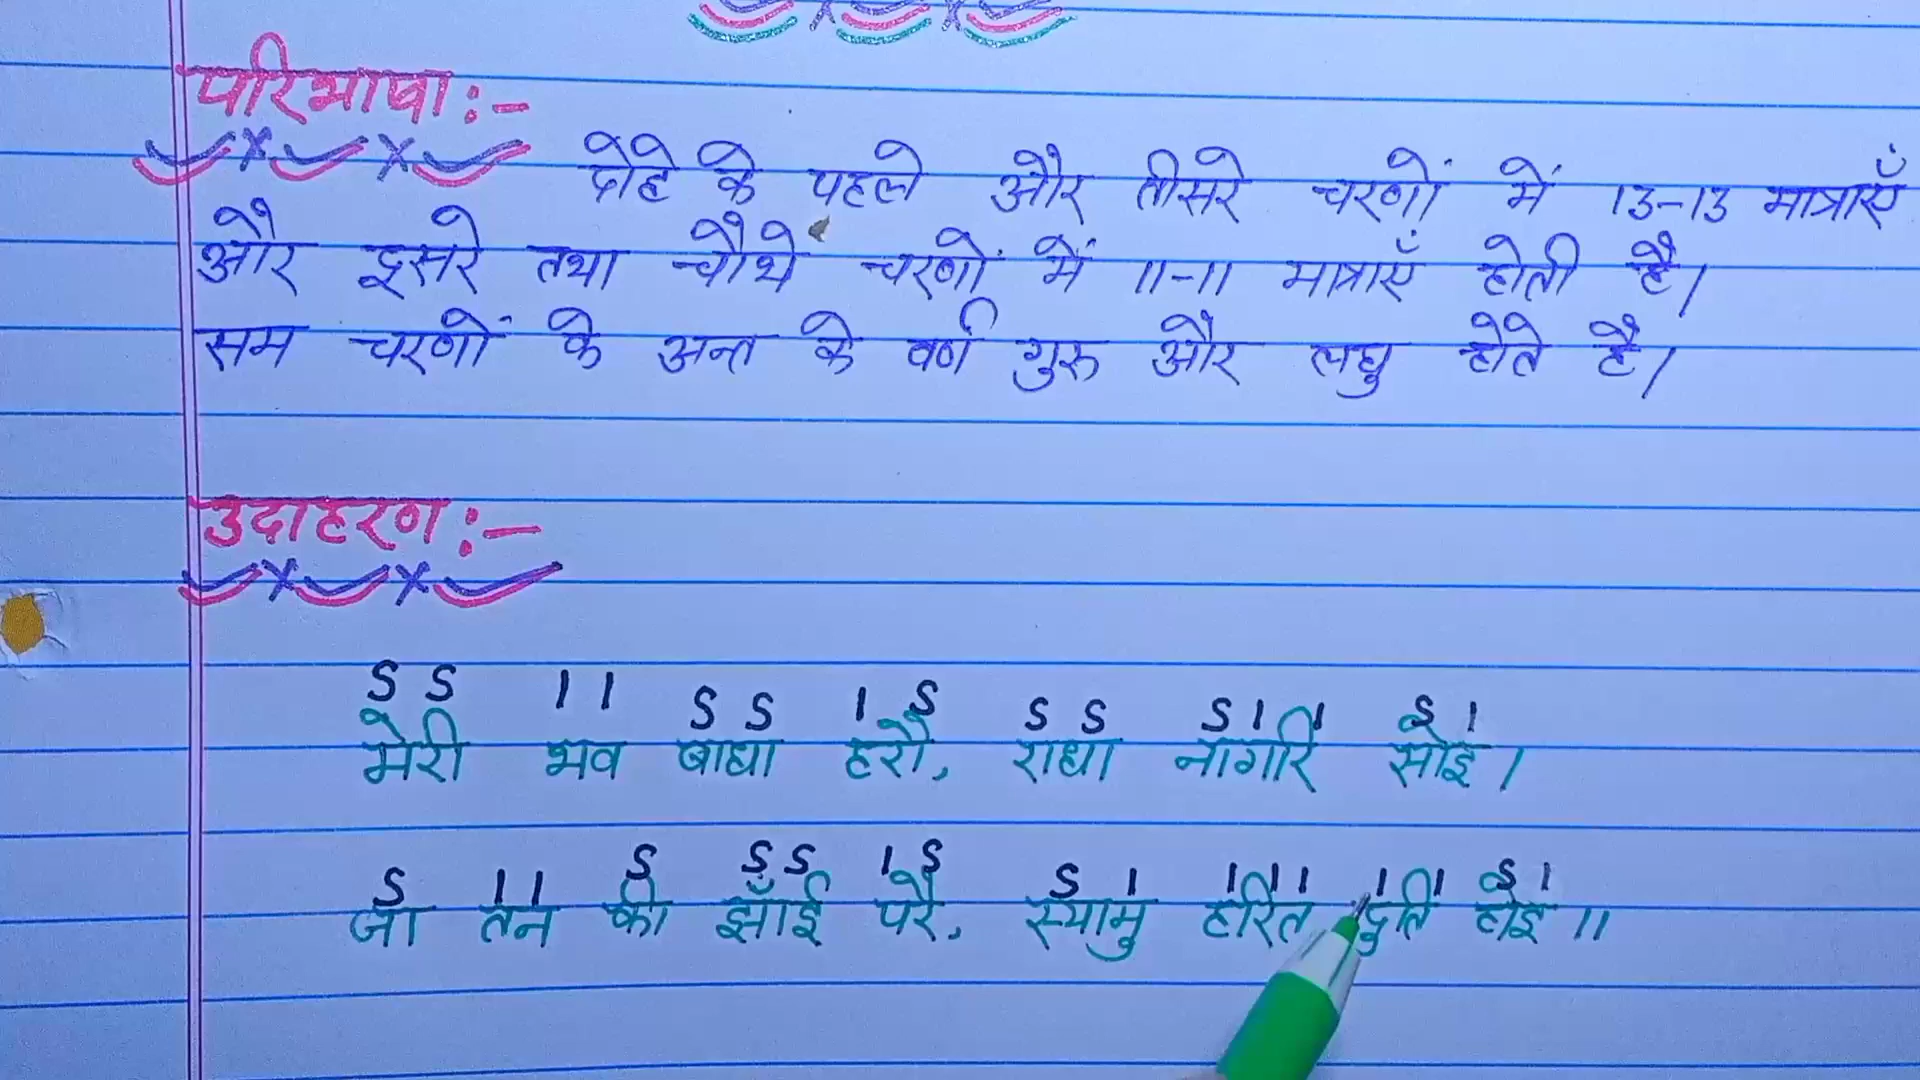 परिभाषा :-
दोहे के पहले और तीसरे चरणों में 13-13 मात्राएँ
और दूसरे तथा चौथे चरणों में 11-11 मात्राएँ होती है।
सम चरणों के अन्त के वर्ण गुरु और लघु होते है।
उदाहरण :-
S S I I S S I S S S S I I S I
मेरी भव बाधा हरौ, राधा नागरि सोइ।
S I I S S S I S S I I I I I I S I
जा तन की झाँई परै, स्यामु हरित दुति होइ॥